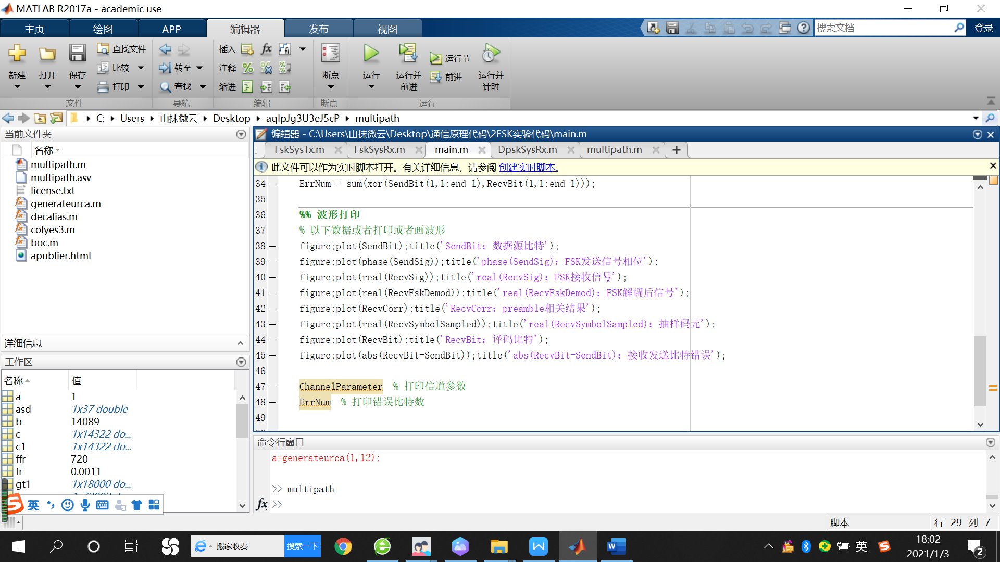 MATLAB R2017a - academic use
主页 绘图 APP 编辑器 发布 视图 搜索文档 登录
新建 打开 保存 查找文件 比较 打印
转至 查找
插入 fx fi
注释
缩进
断点 运行 运行并前进 运行节 前进 运行并计时
文件 导航 编辑 断点 运行
C: Users 山抹微云 Desktop aqlpJg3U3eJ5cP multipath
当前文件夹
名称
multipath.m
multipath.asv
license.txt
generateurca.m
decalias.m
colyes3.m
boc.m
apublier.html
详细信息
工作区
名称 值
a 1
asd 1x37 double
b 14089
c 1x14322 do...
c1 1x14322 do...
ffr 720
fr 0.0011
gt1 1x18000 do...
英
编辑器 - C:\Users\山抹微云\Desktop\通信原理代码\2FSK实验代码\main.m
FskSysTx.m FskSysRx.m main.m DpskSysRx.m multipath.m
此文件可以作为实时脚本打开。有关详细信息，请参阅 创建实时脚本。
34 ErrNum = sum(xor(SendBit(1,1:end-1),RecvBit(1,1:end-1)));
35
36 %% 波形打印
37 % 以下数据或者打印或者画波形
38 figure;plot(SendBit);title('SendBit：数据源比特');
39 figure;plot(phase(SendSig));title('phase(SendSig)：FSK发送信号相位');
40 figure;plot(real(RecvSig));title('real(RecvSig)：FSK接收信号');
41 figure;plot(real(RecvFskDemod));title('real(RecvFskDemod)：FSK解调后信号');
42 figure;plot(RecvCorr);title('RecvCorr：preamble相关结果');
43 figure;plot(real(RecvSymbolSampled));title('real(RecvSymbolSampled)：抽样码元');
44 figure;plot(RecvBit);title('RecvBit：译码比特');
45 figure;plot(abs(RecvBit-SendBit));title('abs(RecvBit-SendBit)：接收发送比特错误');
46
47 ChannelParameter % 打印信道参数
48 ErrNum % 打印错误比特数
49
命令行窗口
a=generateurca(1,12);
>> multipath
fx >>
脚本 行 29 列 7
搬家收费 搜索一下
英
18:02
2021/1/3
2